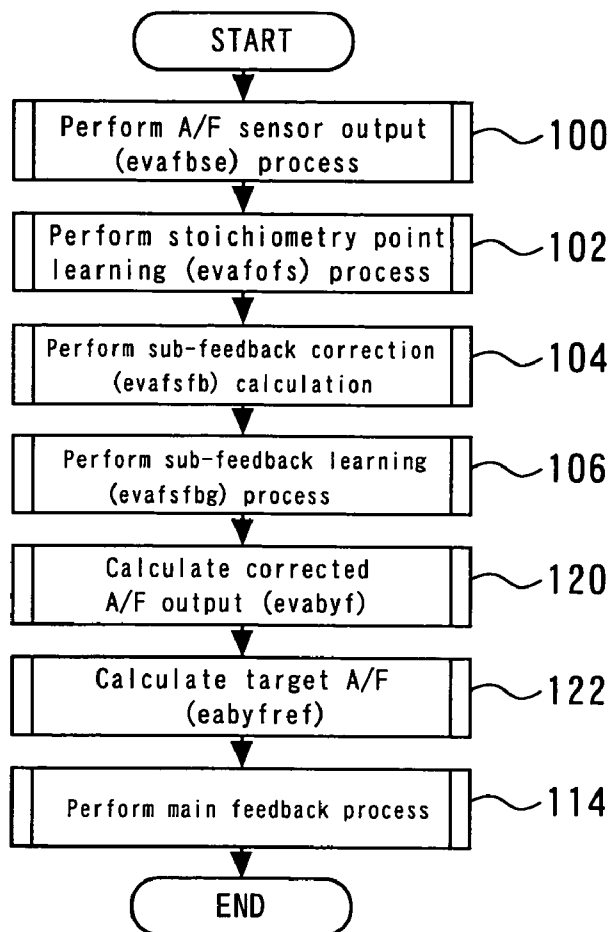 START
Perform A/F sensor output
(evafbse) process
100
Perform stoichiometry point
learning (evafofs) process
102
Perform sub-feedback correction
(evafsfb) calculation
104
Perform sub-feedback learning
(evafsfbg) process
106
Calculate corrected
A/F output (evabyf)
120
Calculate target A/F
(eabyfref)
122
Perform main feedback process
114
END